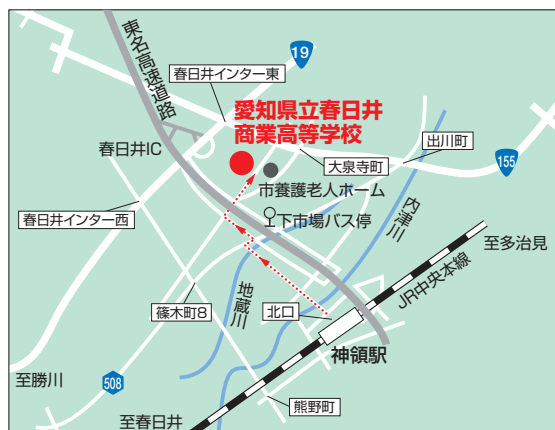 東名高速道路
19
春日井インター東
愛知県立春日井
商業高等学校
春日井IC
大泉寺町
出川町
155
市養護老人ホーム
春日井インター西
下市場バス停
内津川
至多治見
JR中央本線
地蔵川
篠木町8
北口
神領駅
至勝川
508
至春日井
熊野町